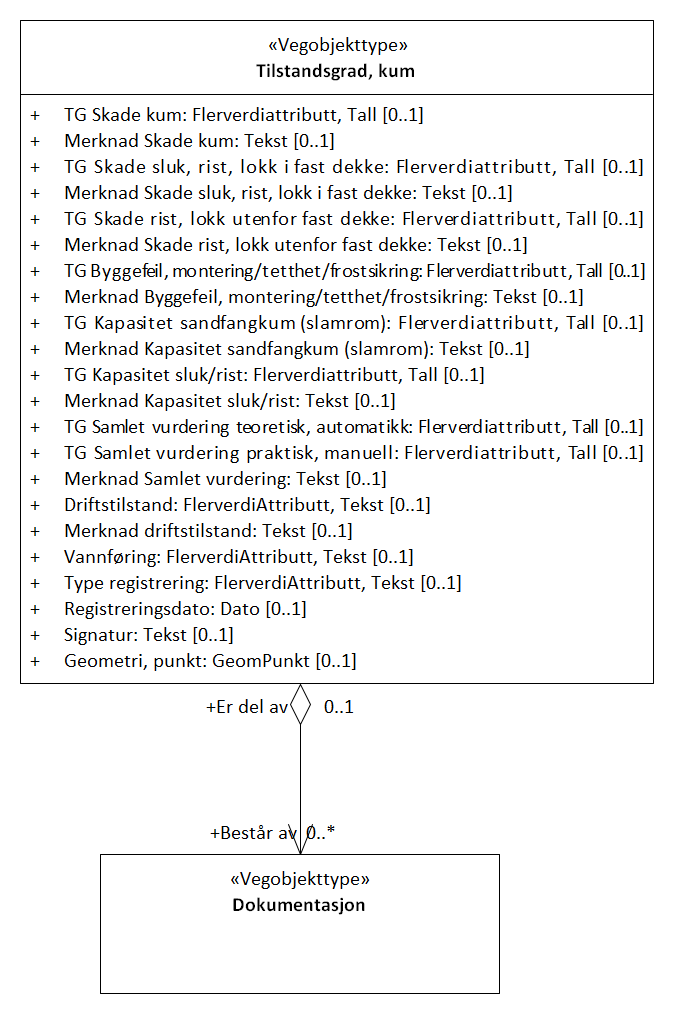 «Vegobjekttype»
Tilstandsgrad, kum
+ TG Skade kum: Flerverdiattributt, Tall [0..1]
+ Merknad Skade kum: Tekst [0..1]
+ TG Skade sluk, rist, lokk i fast dekke: Flerverdiattributt, Tall [0..1]
+ Merknad Skade sluk, rist, lokk i fast dekke: Tekst [0..1]
+ TG Skade rist, lokk utenfor fast dekke: Flerverdiattributt, Tall [0..1]
+ Merknad Skade rist, lokk utenfor fast dekke: Tekst [0..1]
+ TG Byggefeil, montering/tetthet/frostsikring: Flerverdiattributt, Tall [0..1]
+ Merknad Byggefeil, montering/tetthet/frostsikring: Tekst [0..1]
+ TG Kapasitet sandfangkum (slamrom): Flerverdiattributt, Tall [0..1]
+ Merknad Kapasitet sandfangkum (slamrom): Tekst [0..1]
+ TG Kapasitet sluk/rist: Flerverdiattributt, Tall [0..1]
+ Merknad Kapasitet sluk/rist: Tekst [0..1]
+ TG Samlet vurdering teoretisk, automatikk: Flerverdiattributt, Tall [0..1]
+ TG Samlet vurdering praktisk, manuell: Flerverdiattributt, Tall [0..1]
+ Merknad Samlet vurdering: Tekst [0..1]
+ Driftstilstand: FlerverdiAttributt, Tekst [0..1]
+ Merknad driftstilstand: Tekst [0..1]
+ Vannføring: FlerverdiAttributt, Tekst [0..1]
+ Type registrering: FlerverdiAttributt, Tekst [0..1]
+ Registreringsdato: Dato [0..1]
+ Signatur: Tekst [0..1]
+ Geometri, punkt: GeomPunkt [0..1]
+Er del av 0..1
+Består av 0..*
«Vegobjekttype»
Dokumentasjon